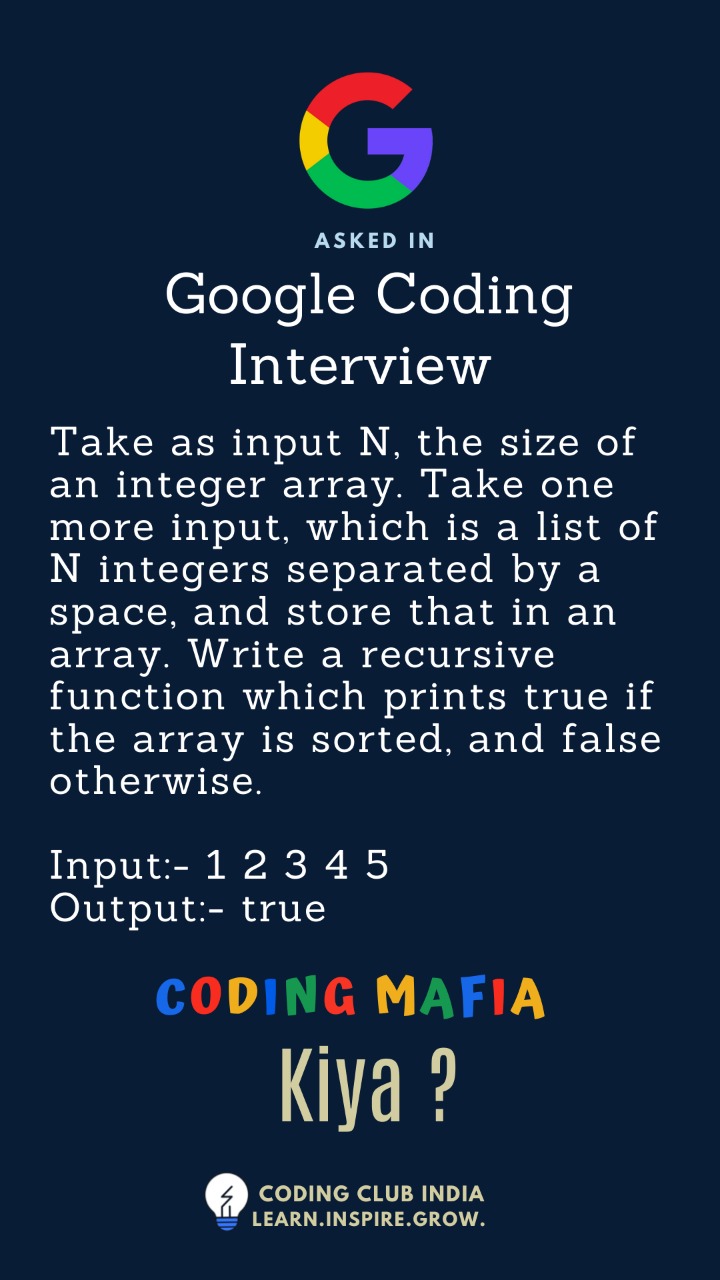 ASKED IN
Google Coding
Interview
Take as input N, the size of
an integer array. Take one
more input, which is a list of
N integers separated by a
space, and store that in an
array. Write a recursive
function which prints true if
the array is sorted, and false
otherwise.
Input:- 1 2 3 4 5
Output:- true
CODING MAFIA
Kiya ?
CODING CLUB INDIA
LEARN.INSPIRE.GROW.